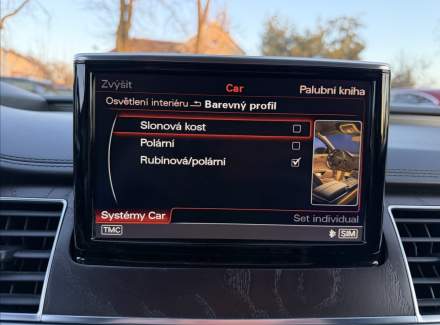 Zvýšit Car Palubní kniha
Osvětlení interiéru Barevný profil
Slonová kost
Polární
Rubínová/polární
Systémy Car Set individual
TMC SIM